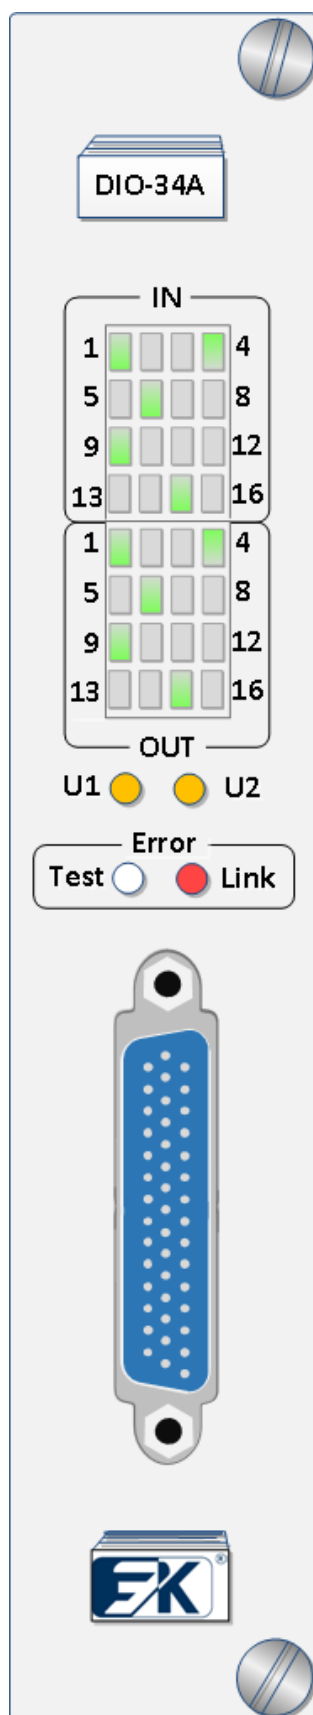 DIO-34A
IN
1 4
5 8
9 12
13 16
1 4
5 8
9 12
13 16
OUT
U1 U2
Error
Test Link
EK®